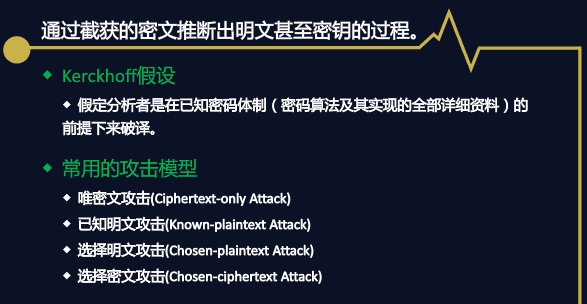 通过截获的密文推断出明文甚至密钥的过程。
Kerckhoff假设
假定分析者是在已知密码体制（密码算法及其实现的全部详细资料）的
前提下来破译。
常用的攻击模型
唯密文攻击(Ciphertext-only Attack)
已知明文攻击(Known-plaintext Attack)
选择明文攻击(Chosen-plaintext Attack)
选择密文攻击(Chosen-ciphertext Attack)